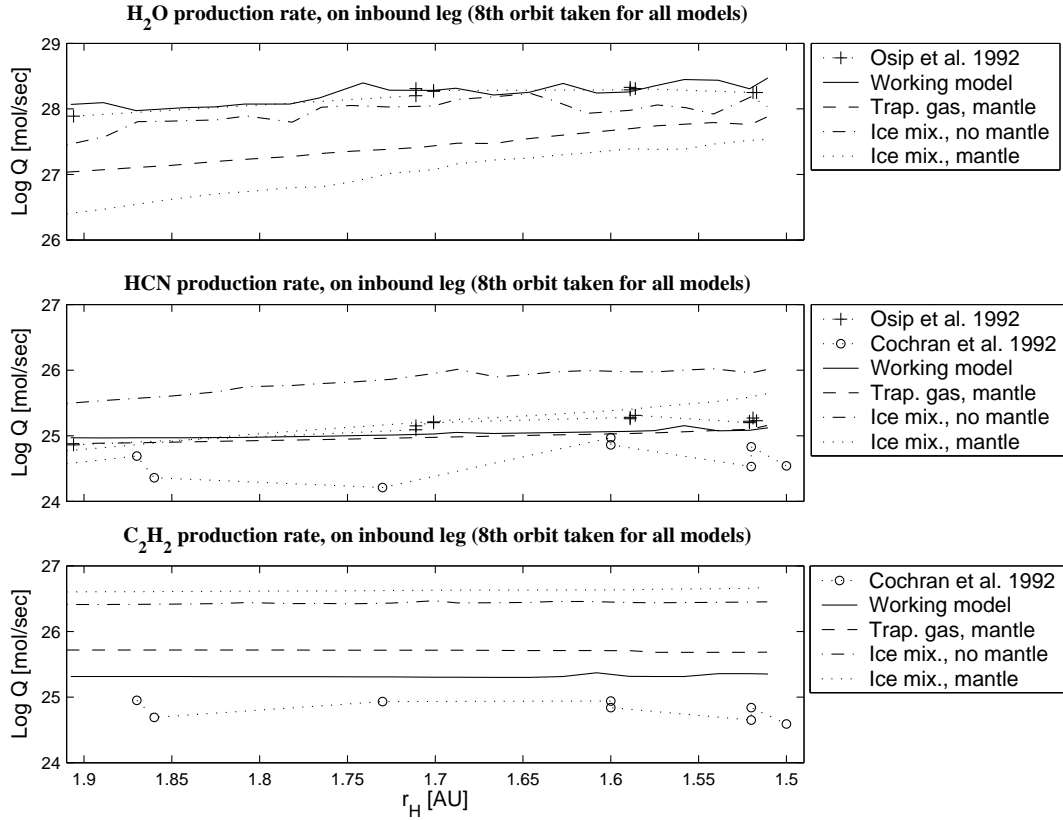 H2O production rate, on inbound leg (8th orbit taken for all models)
Log Q [mol/sec]
29
28
27
26
Osip et al. 1992
Working model
Trap. gas, mantle
Ice mix., no mantle
Ice mix., mantle
HCN production rate, on inbound leg (8th orbit taken for all models)
Log Q [mol/sec]
27
26
25
24
Osip et al. 1992
Cochran et al. 1992
Working model
Trap. gas, mantle
Ice mix., no mantle
Ice mix., mantle
C2H2 production rate, on inbound leg (8th orbit taken for all models)
Log Q [mol/sec]
27
26
25
24
Cochran et al. 1992
Working model
Trap. gas, mantle
Ice mix., no mantle
Ice mix., mantle
1.9 1.85 1.8 1.75 1.7 1.65 1.6 1.55 1.5
rH [AU]